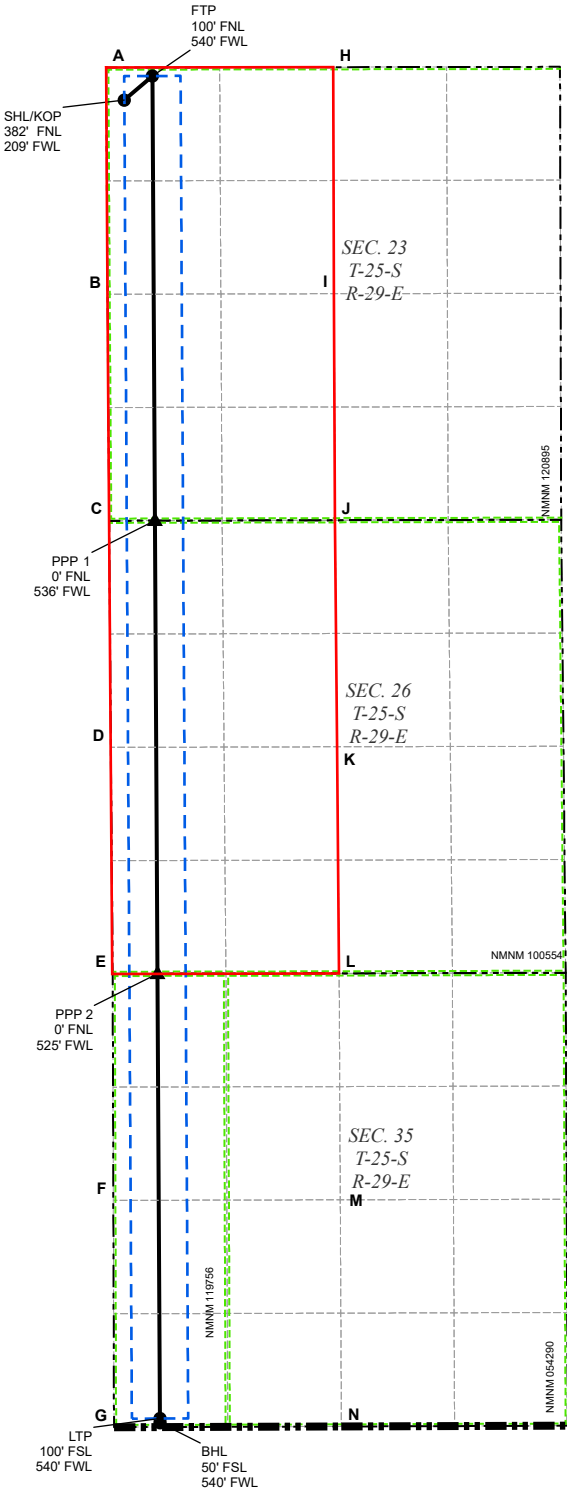 FTP
100' FNL
540' FWL
A
H
SHL/KOP
382' FNL
209' FWL
SEC. 23
T-25-S
R-29-E
B
I
NMNM 120895
C
J
PPP 1
0' FNL
536' FWL
SEC. 26
T-25-S
R-29-E
D
K
NMNM 100554
E
L
PPP 2
0' FNL
525' FWL
SEC. 35
T-25-S
R-29-E
F
M
NMNM 119756
NMNM 054290
G
N
LTP
100' FSL
540' FWL
BHL
50' FSL
540' FWL